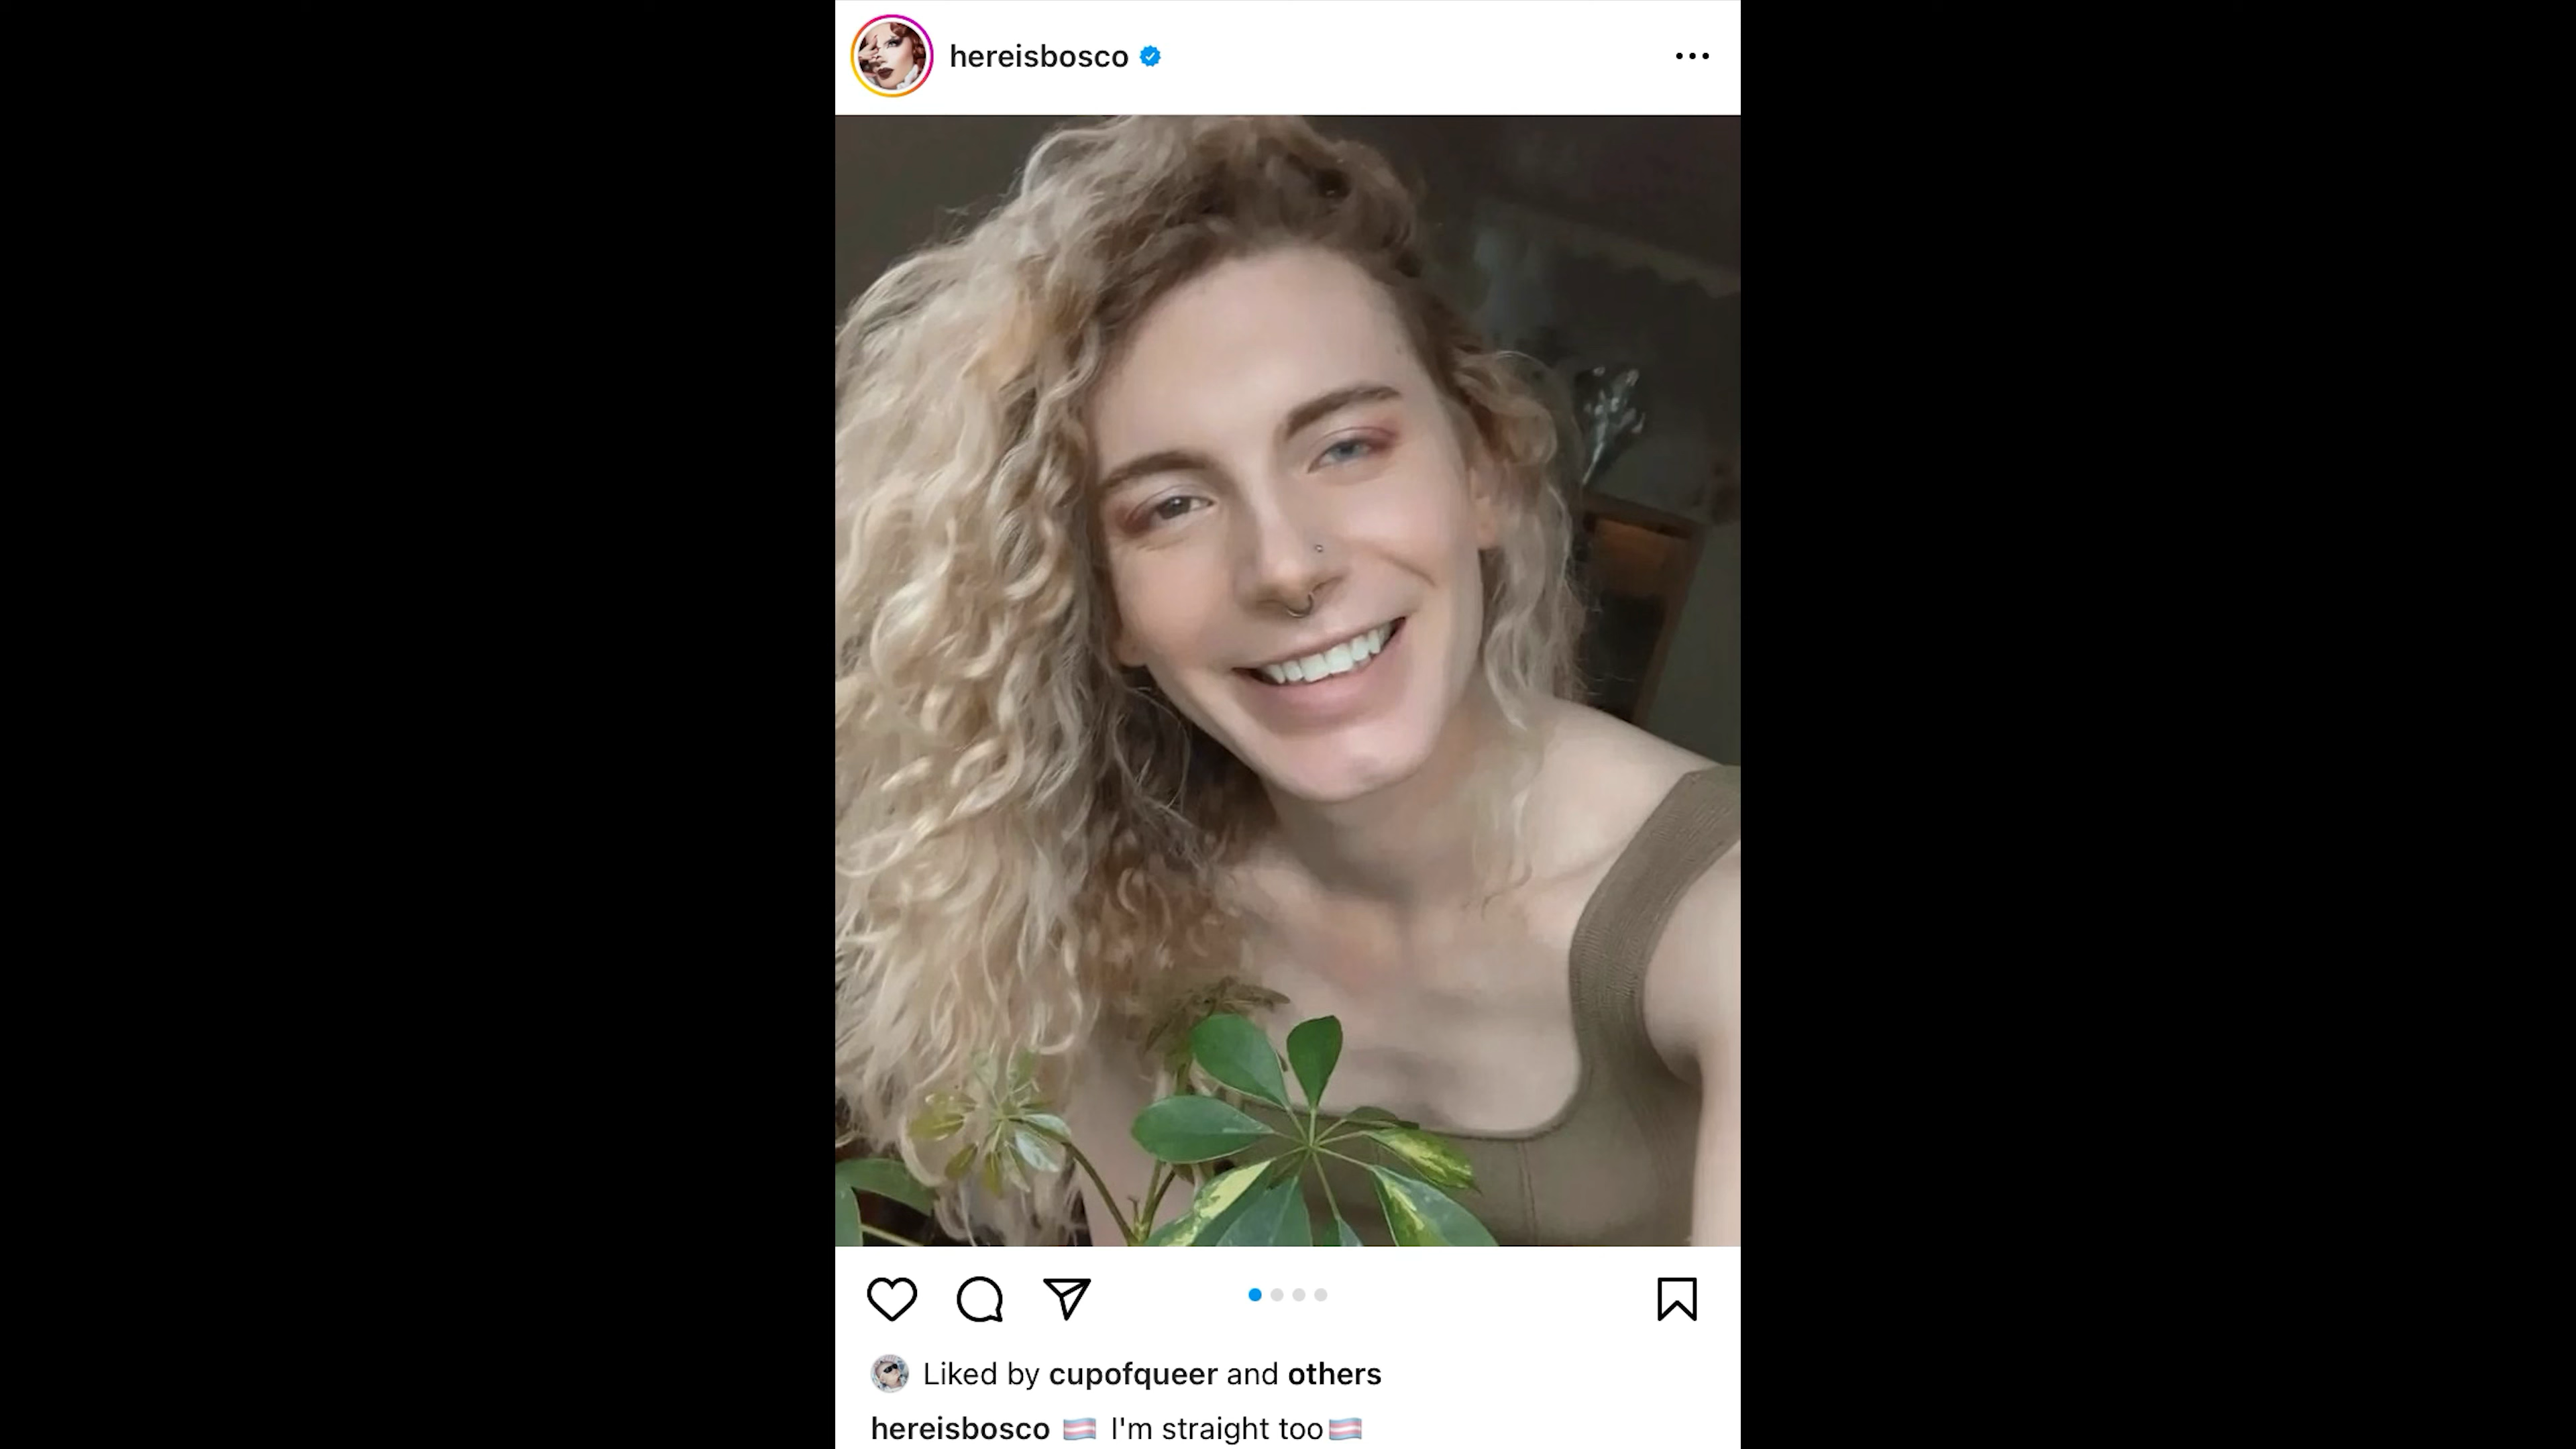 hereisbosco
Liked by cupofqueer and others
hereisbosco 🏳️‍⚧️ I'm straight too🏳️‍⚧️